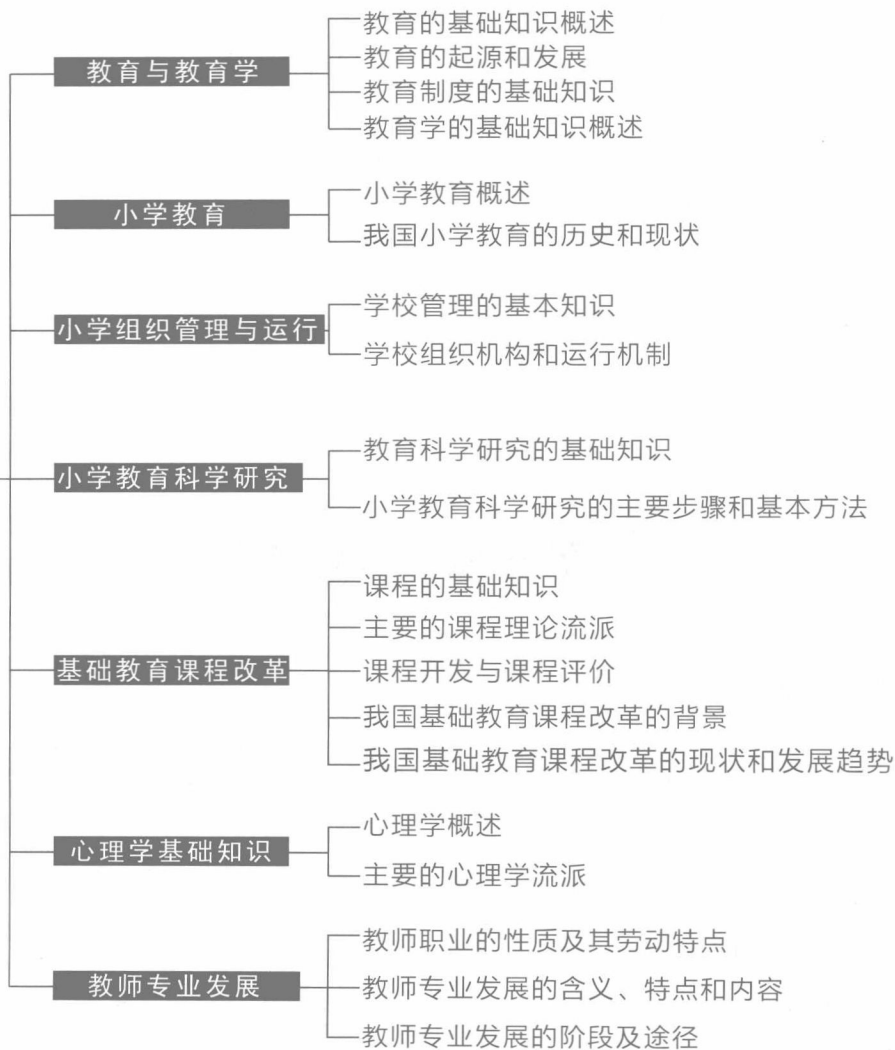 教育与教育学
教育的基础知识概述
教育的起源和发展
教育制度的基础知识
教育学的基础知识概述
小学教育
小学教育概述
我国小学教育的历史和现状
小学组织管理与运行
学校管理的基本知识
学校组织机构和运行机制
小学教育科学研究
教育科学研究的基础知识
小学教育科学研究的主要步骤和基本方法
基础教育课程改革
课程的基础知识
主要的课程理论流派
课程开发与课程评价
我国基础教育课程改革的背景
我国基础教育课程改革的现状和发展趋势
心理学基础知识
心理学概述
主要的心理学流派
教师专业发展
教师职业的性质及其劳动特点
教师专业发展的含义、特点和内容
教师专业发展的阶段及途径